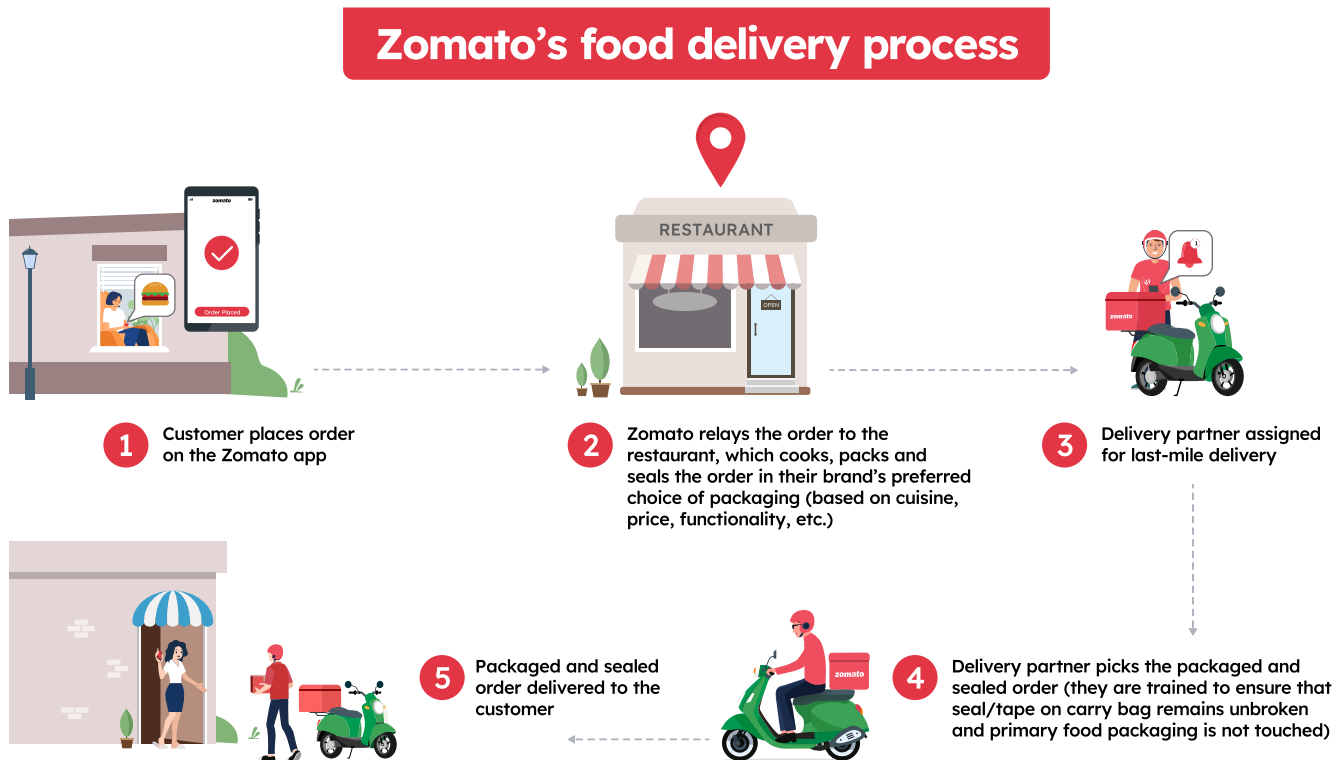 Zomato's food delivery process
zomato
Order Placed
RESTAURANT
OPEN
1
zomato
1
Customer places order
on the Zomato app
2
Zomato relays the order to the
restaurant, which cooks, packs and
seals the order in their brand's preferred
choice of packaging (based on cuisine,
price, functionality, etc.)
3
Delivery partner assigned
for last-mile delivery
zomato
5
Packaged and sealed
order delivered to the
customer
4
Delivery partner picks the packaged and
sealed order (they are trained to ensure that
seal/tape on carry bag remains unbroken
and primary food packaging is not touched)